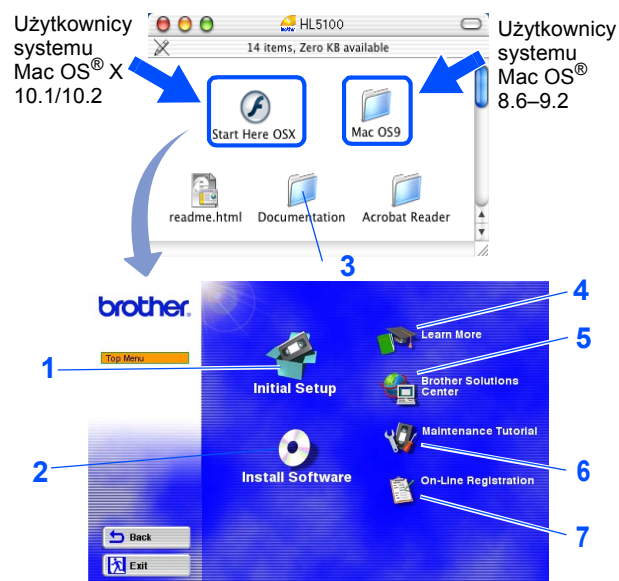 Użytkownicy
systemu
Mac OS® X
10.1/10.2
HL5100
14 items, Zero KB available
Użytkownicy
systemu
Mac OS®
8.6–9.2
Start Here OSX
Mac OS9
readme.html
Documentation
Acrobat Reader
3
brother.
Top Menu
1
Initial Setup
2
Install Software
4
Learn More
5
Brother Solutions
Center
Maintenance Tutorial
6
On-Line Registration
7
Back
Exit